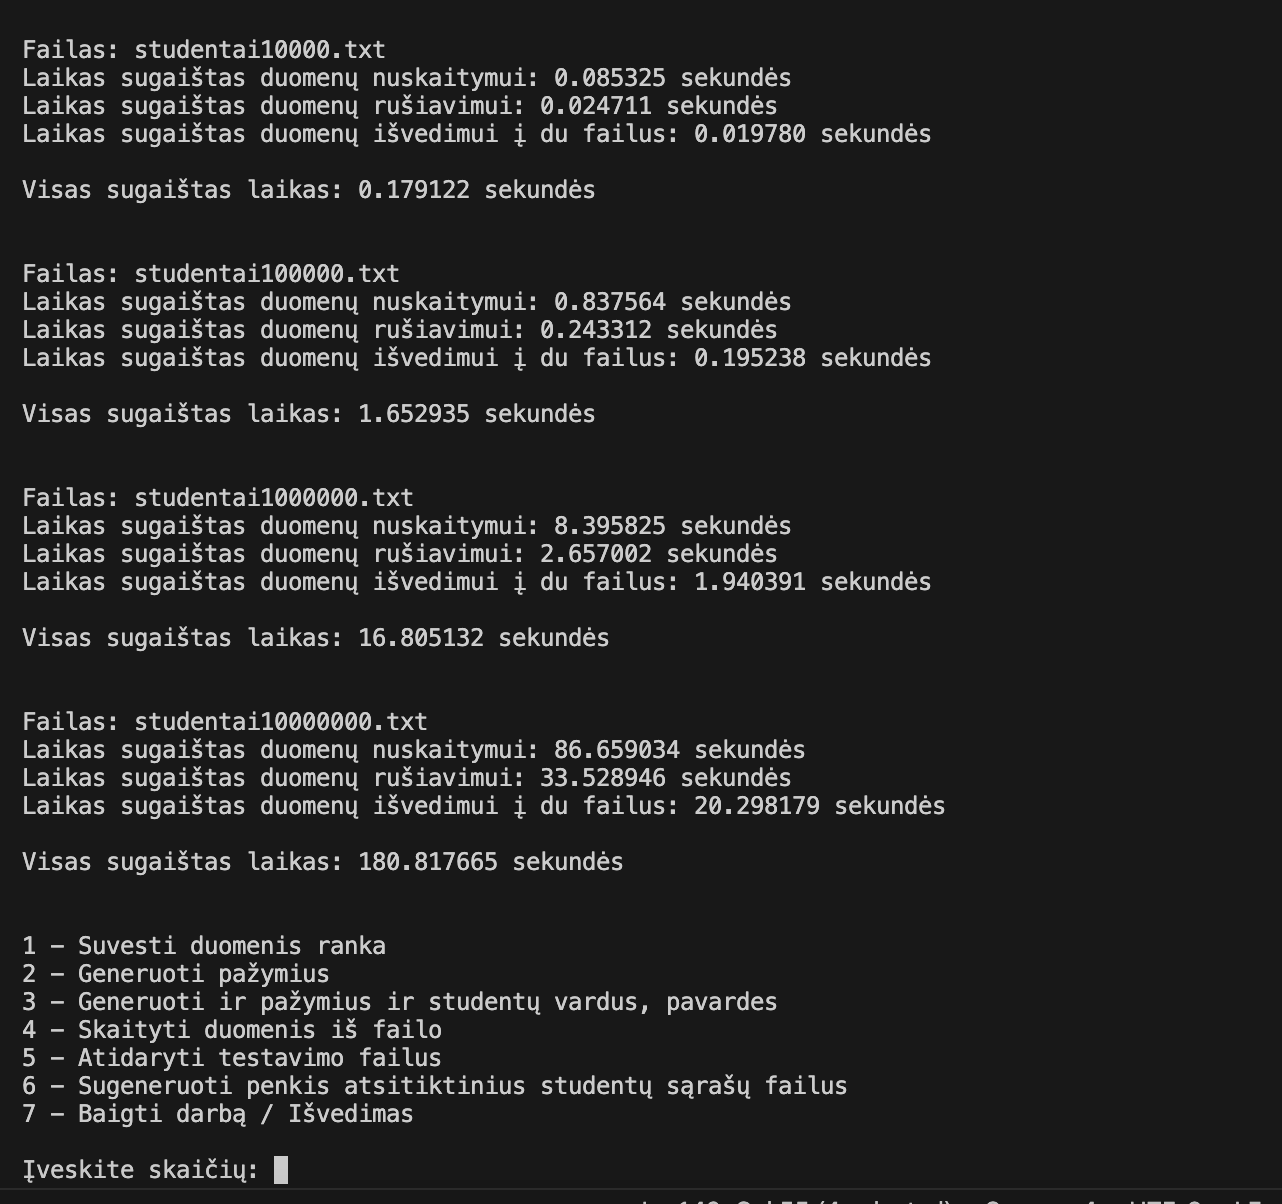 Failas: studentai10000.txt
Laikas sugaištas duomenų nuskaitymui: 0.085325 sekundės
Laikas sugaištas duomenų rušiavimui: 0.024711 sekundės
Laikas sugaištas duomenų išvedimui į du failus: 0.019780 sekundės
Visas sugaištas laikas: 0.179122 sekundės
Failas: studentai100000.txt
Laikas sugaištas duomenų nuskaitymui: 0.837564 sekundės
Laikas sugaištas duomenų rušiavimui: 0.243312 sekundės
Laikas sugaištas duomenų išvedimui į du failus: 0.195238 sekundės
Visas sugaištas laikas: 1.652935 sekundės
Failas: studentai1000000.txt
Laikas sugaištas duomenų nuskaitymui: 8.395825 sekundės
Laikas sugaištas duomenų rušiavimui: 2.657002 sekundės
Laikas sugaištas duomenų išvedimui į du failus: 1.940391 sekundės
Visas sugaištas laikas: 16.805132 sekundės
Failas: studentai10000000.txt
Laikas sugaištas duomenų nuskaitymui: 86.659034 sekundės
Laikas sugaištas duomenų rušiavimui: 33.528946 sekundės
Laikas sugaištas duomenų išvedimui į du failus: 20.298179 sekundės
Visas sugaištas laikas: 180.817665 sekundės
1 – Suvesti duomenis ranka
2 – Generuoti pažymius
3 – Generuoti ir pažymius ir studentų vardus, pavardes
4 – Skaityti duomenis iš failo
5 – Atidaryti testavimo failus
6 – Sugeneruoti penkis atsitiktinius studentų sąrašų failus
7 – Baigti darbą / Išvedimas
Įveskite skaičių: